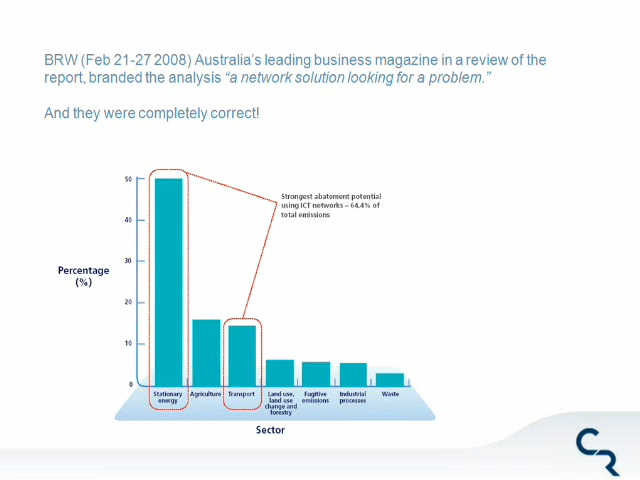 BRW (Feb 21-27 2008) Australia's leading business magazine in a review of the
report, branded the analysis “a network solution looking for a problem.”
And they were completely correct!
50
40
30
20
10
0
Percentage
(%)
Strongest abatement potential
using ICT networks – 64.4% of
total emissions
Stationary
energy
Agriculture
Transport
Land use,
land use
change and
forestry
Fugitive
emissions
Industrial
processes
Waste
Sector
CR